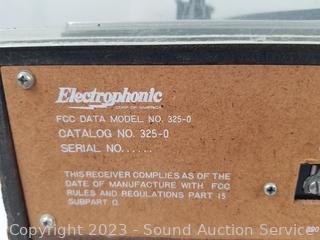 Electrophonic
CORP. OF AMERICA
FCC DATA MODEL NO. 325-0
CATALOG NO. 325-0
SERIAL NO......
THIS RECEIVER COMPLIES AS OF THE
DATE OF MANUFACTURE WITH FCC
RULES AND REGULATIONS PART 15
SUBPART C.
Copyright 2023 - Sound Auction Service